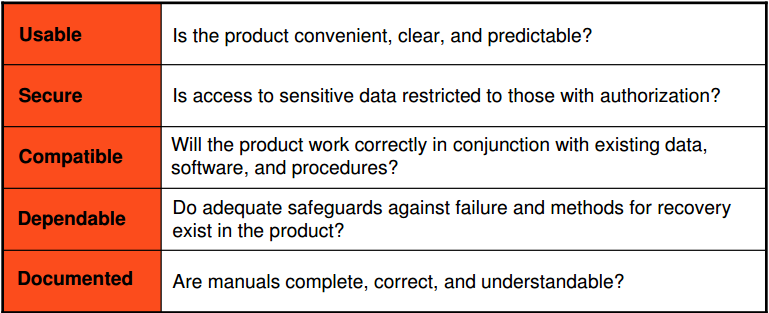 Usable
Is the product convenient, clear, and predictable?
Secure
Is access to sensitive data restricted to those with authorization?
Compatible
Will the product work correctly in conjunction with existing data,
software, and procedures?
Dependable
Do adequate safeguards against failure and methods for recovery
exist in the product?
Documented
Are manuals complete, correct, and understandable?